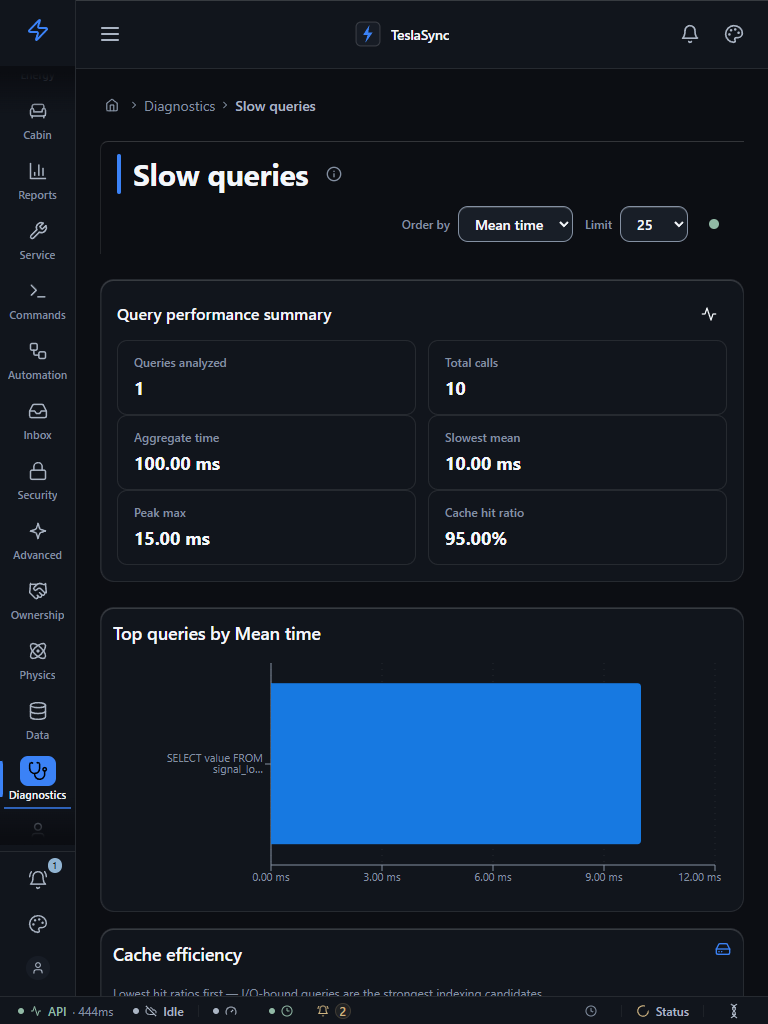 TeslaSync
Energy
Cabin
Reports
Service
Commands
Automation
Inbox
Security
Advanced
Ownership
Physics
Data
Diagnostics
1
Diagnostics > Slow queries
Slow queries
Order by Mean time Limit 25
Query performance summary
Queries analyzed
1
Total calls
10
Aggregate time
100.00 ms
Slowest mean
10.00 ms
Peak max
15.00 ms
Cache hit ratio
95.00%
Top queries by Mean time
SELECT value FROM
signal_lo...
0.00 ms 3.00 ms 6.00 ms 9.00 ms 12.00 ms
Cache efficiency
Lowest hit ratios first — I/O-bound queries are the strongest indexing candidates.
API · 444ms Idle 2 Status